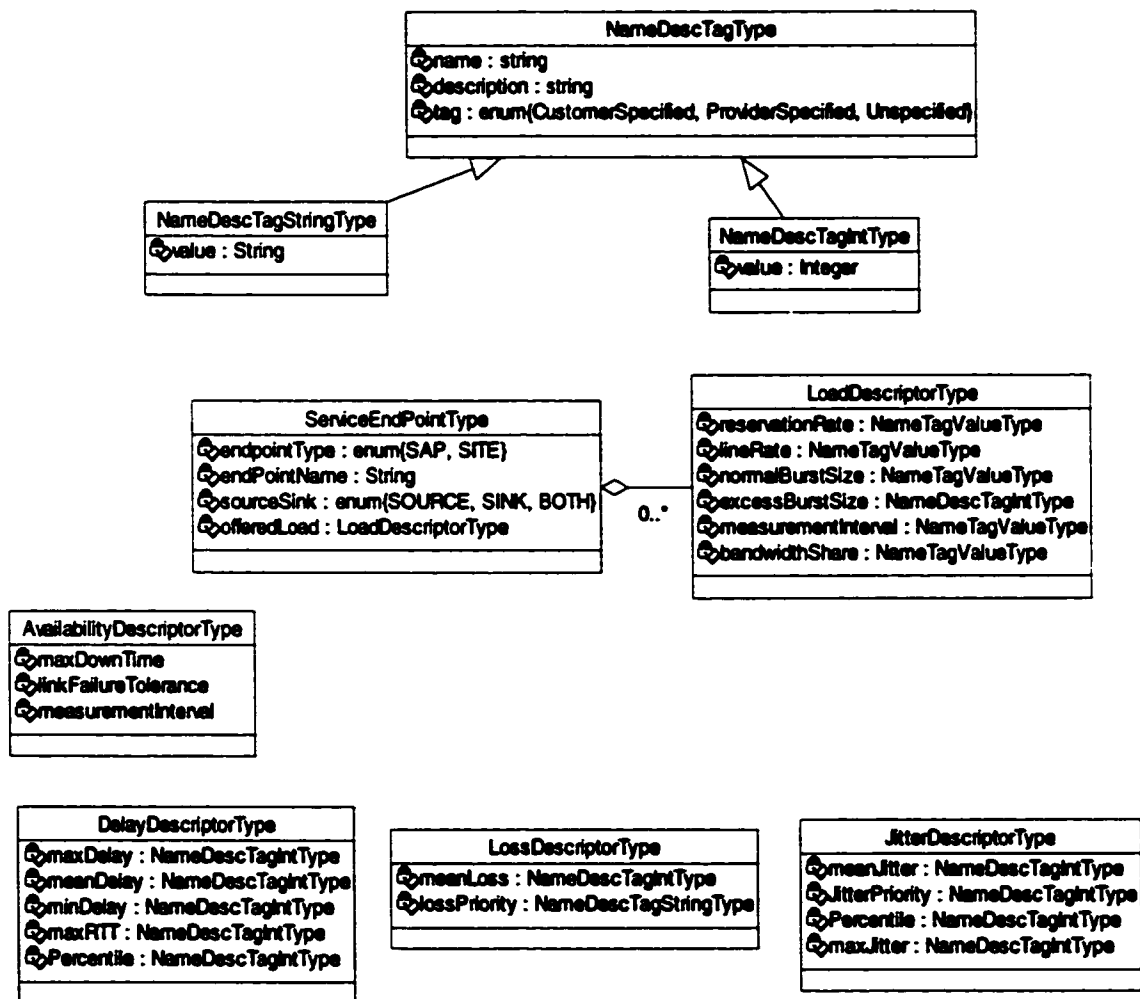 NameDescTagType
name : string
description : string
tag : enum{CustomerSpecified, ProviderSpecified, Unspecified}
NameDescTagStringType
value : String
NameDescTagIntType
value : Integer
ServiceEndPointType
endpointType : enum{SAP, SITE}
endPointName : String
sourceSink : enum{SOURCE, SINK, BOTH}
offeredLoad : LoadDescriptorType
0..*
LoadDescriptorType
reservationRate : NameTagValueType
lineRate : NameTagValueType
normalBurstSize : NameTagValueType
excessBurstSize : NameDescTagIntType
measurementInterval : NameTagValueType
bandwidthShare : NameTagValueType
AvailabilityDescriptorType
maxDownTime
linkFailureTolerance
measurementInterval
DelayDescriptorType
maxDelay : NameDescTagIntType
meanDelay : NameDescTagIntType
minDelay : NameDescTagIntType
maxRTT : NameDescTagIntType
Percentile : NameDescTagIntType
LossDescriptorType
meanLoss : NameDescTagIntType
lossPriority : NameDescTagStringType
JitterDescriptorType
meanJitter : NameDescTagIntType
JitterPriority : NameDescTagIntType
Percentile : NameDescTagIntType
maxJitter : NameDescTagIntType